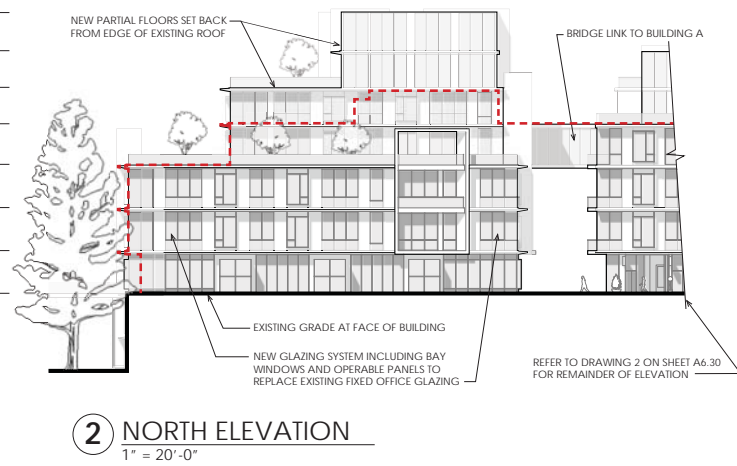 NEW PARTIAL FLOORS SET BACK
FROM EDGE OF EXISTING ROOF
BRIDGE LINK TO BUILDING A
EXISTING GRADE AT FACE OF BUILDING
NEW GLAZING SYSTEM INCLUDING BAY
WINDOWS AND OPERABLE PANELS TO
REPLACE EXISTING FIXED OFFICE GLAZING
REFER TO DRAWING 2 ON SHEET A6.30
FOR REMAINDER OF ELEVATION
2 NORTH ELEVATION
1" = 20'-0"